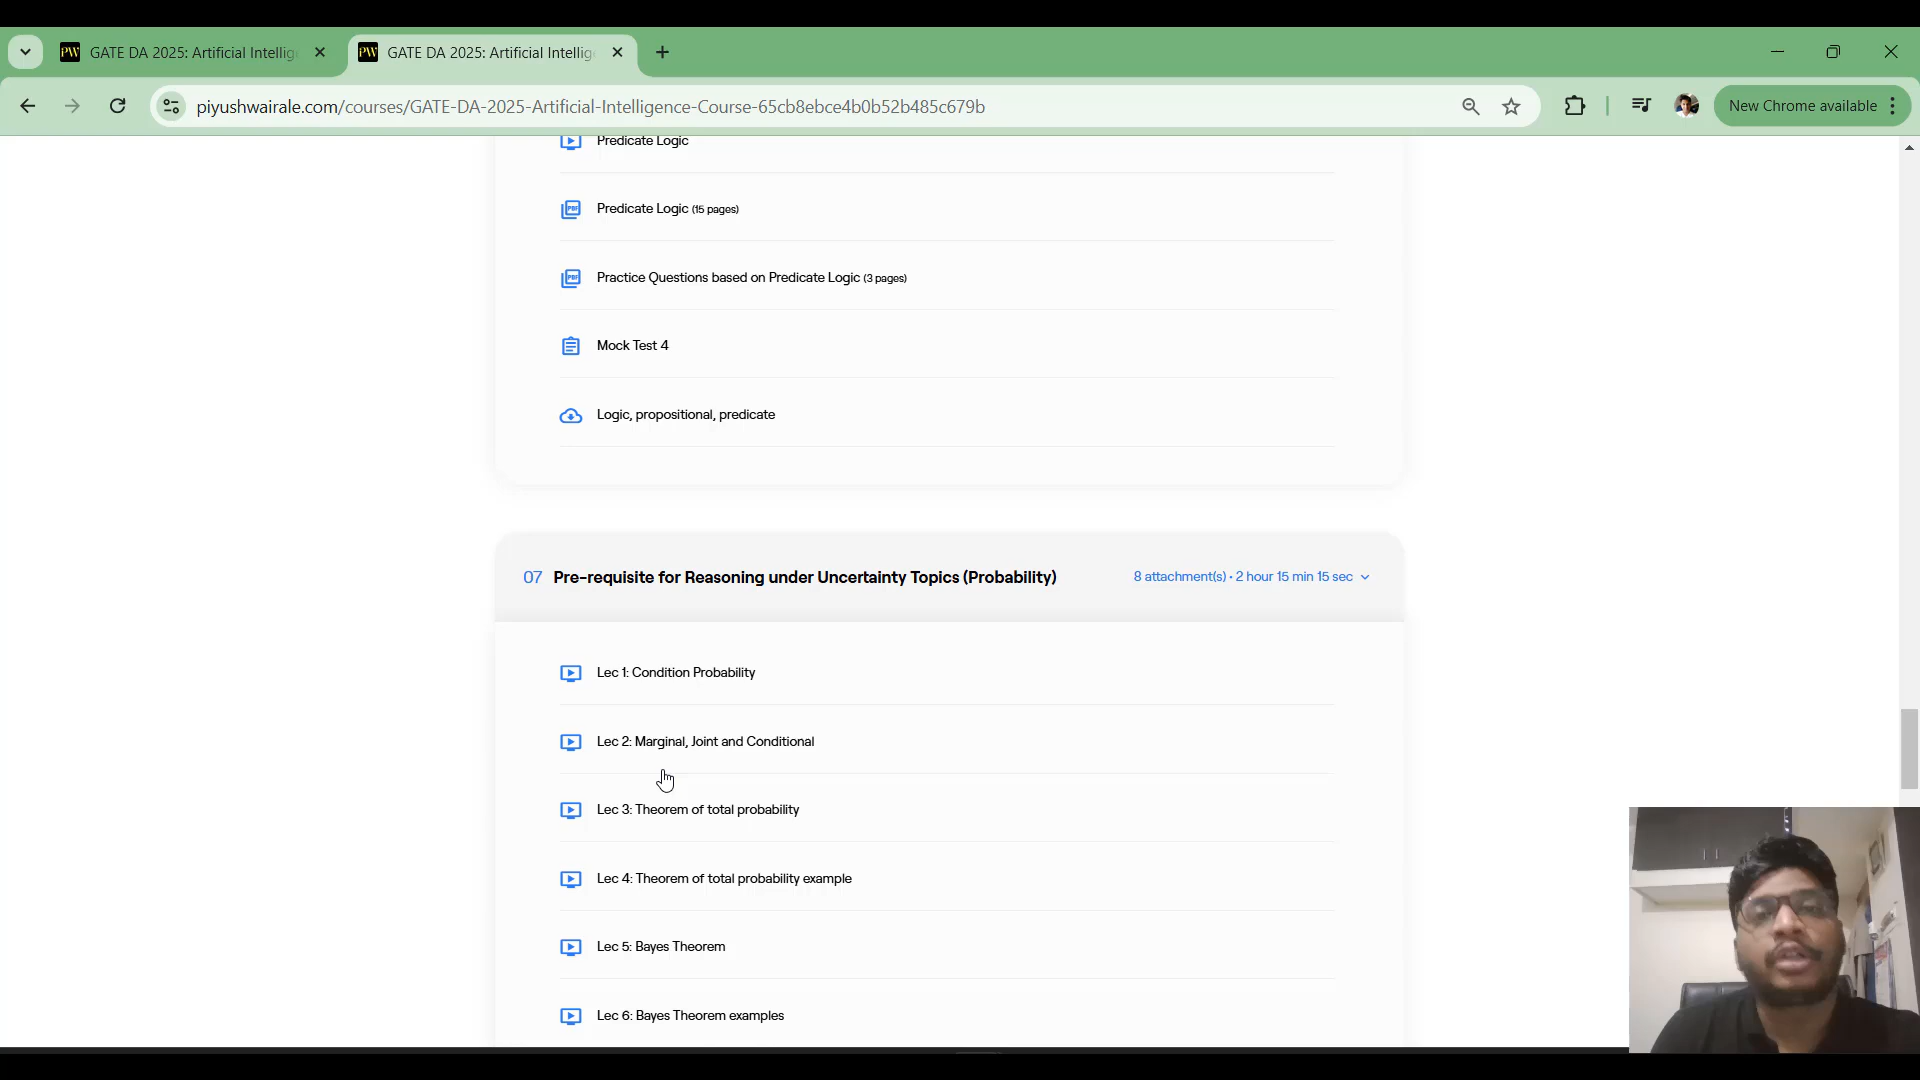 PW GATE DA 2025: Artificial Intellig
PW GATE DA 2025: Artificial Intellig
piyushwairale.com/courses/GATE-DA-2025-Artificial-Intelligence-Course-65cb8ebce4b0b52b485c679b
New Chrome available
Predicate Logic
PDF Predicate Logic (15 pages)
PDF Practice Questions based on Predicate Logic (3 pages)
Mock Test 4
Logic, propositional, predicate
07 Pre-requisite for Reasoning under Uncertainty Topics (Probability)
8 attachment(s) • 2 hour 15 min 15 sec
Lec 1: Condition Probability
Lec 2: Marginal, Joint and Conditional
Lec 3: Theorem of total probability
Lec 4: Theorem of total probability example
Lec 5: Bayes Theorem
Lec 6: Bayes Theorem examples